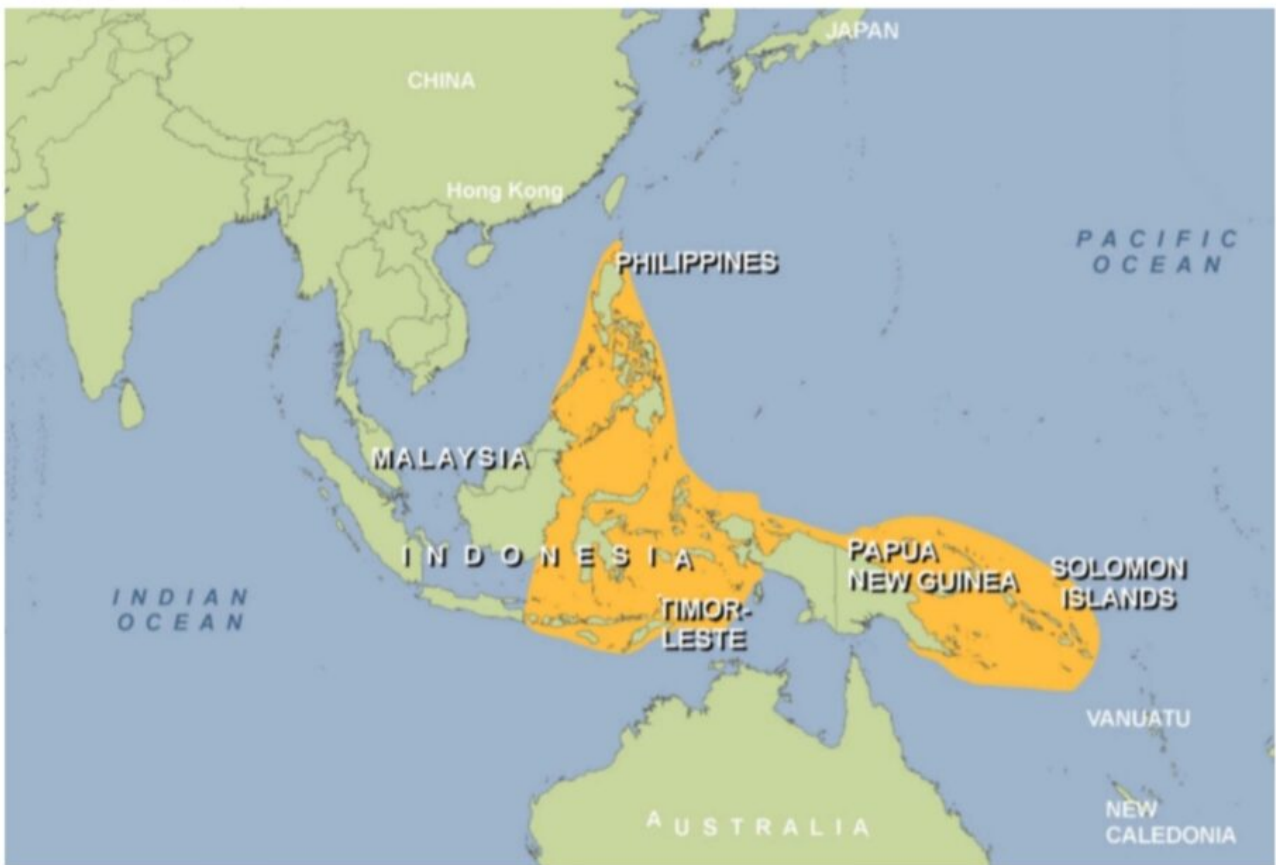 JAPAN
CHINA
Hong Kong
PACIFIC
OCEAN
PHILIPPINES
MALAYSIA
INDONESIA
PAPUA
NEW GUINEA
SOLOMON
ISLANDS
INDIAN
OCEAN
TIMOR-
LESTE
VANUATU
AUSTRALIA
NEW
CALEDONIA